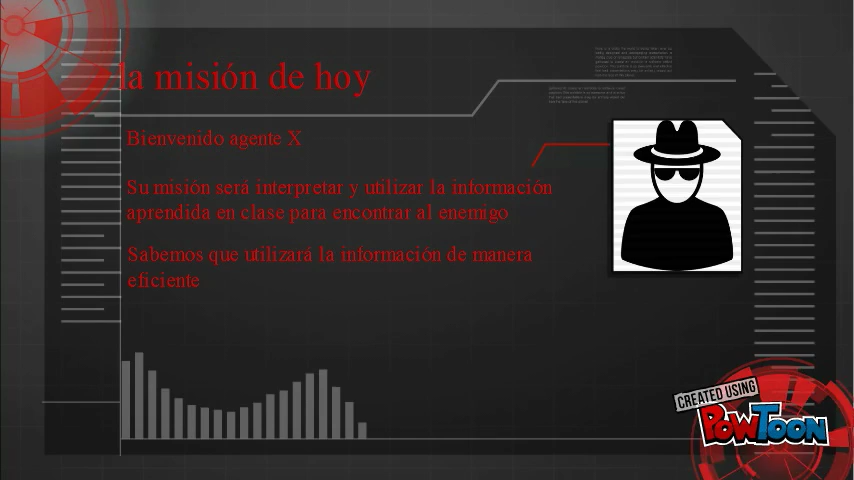 la misión de hoy
Bienvenido agente X
Su misión será interpretar y utilizar la información
aprendida en clase para encontrar al enemigo
Sabemos que utilizará la información de manera
eficiente
CREATED USING
POWTOON